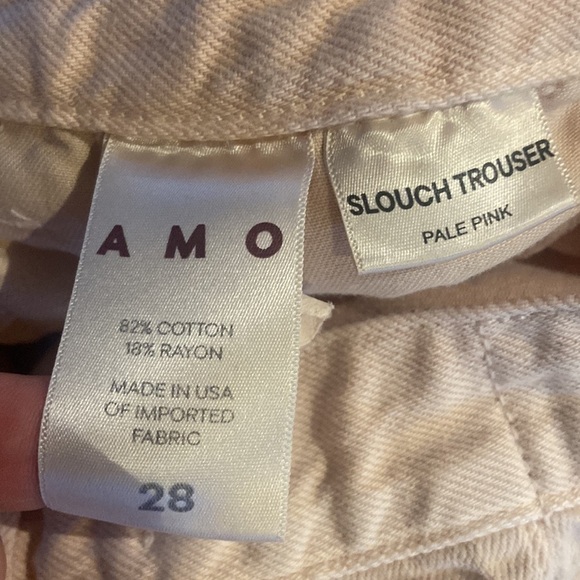 AMO
82% COTTON
18% RAYON
MADE IN USA
OF IMPORTED
FABRIC
28
SLOUCH TROUSER
PALE PINK